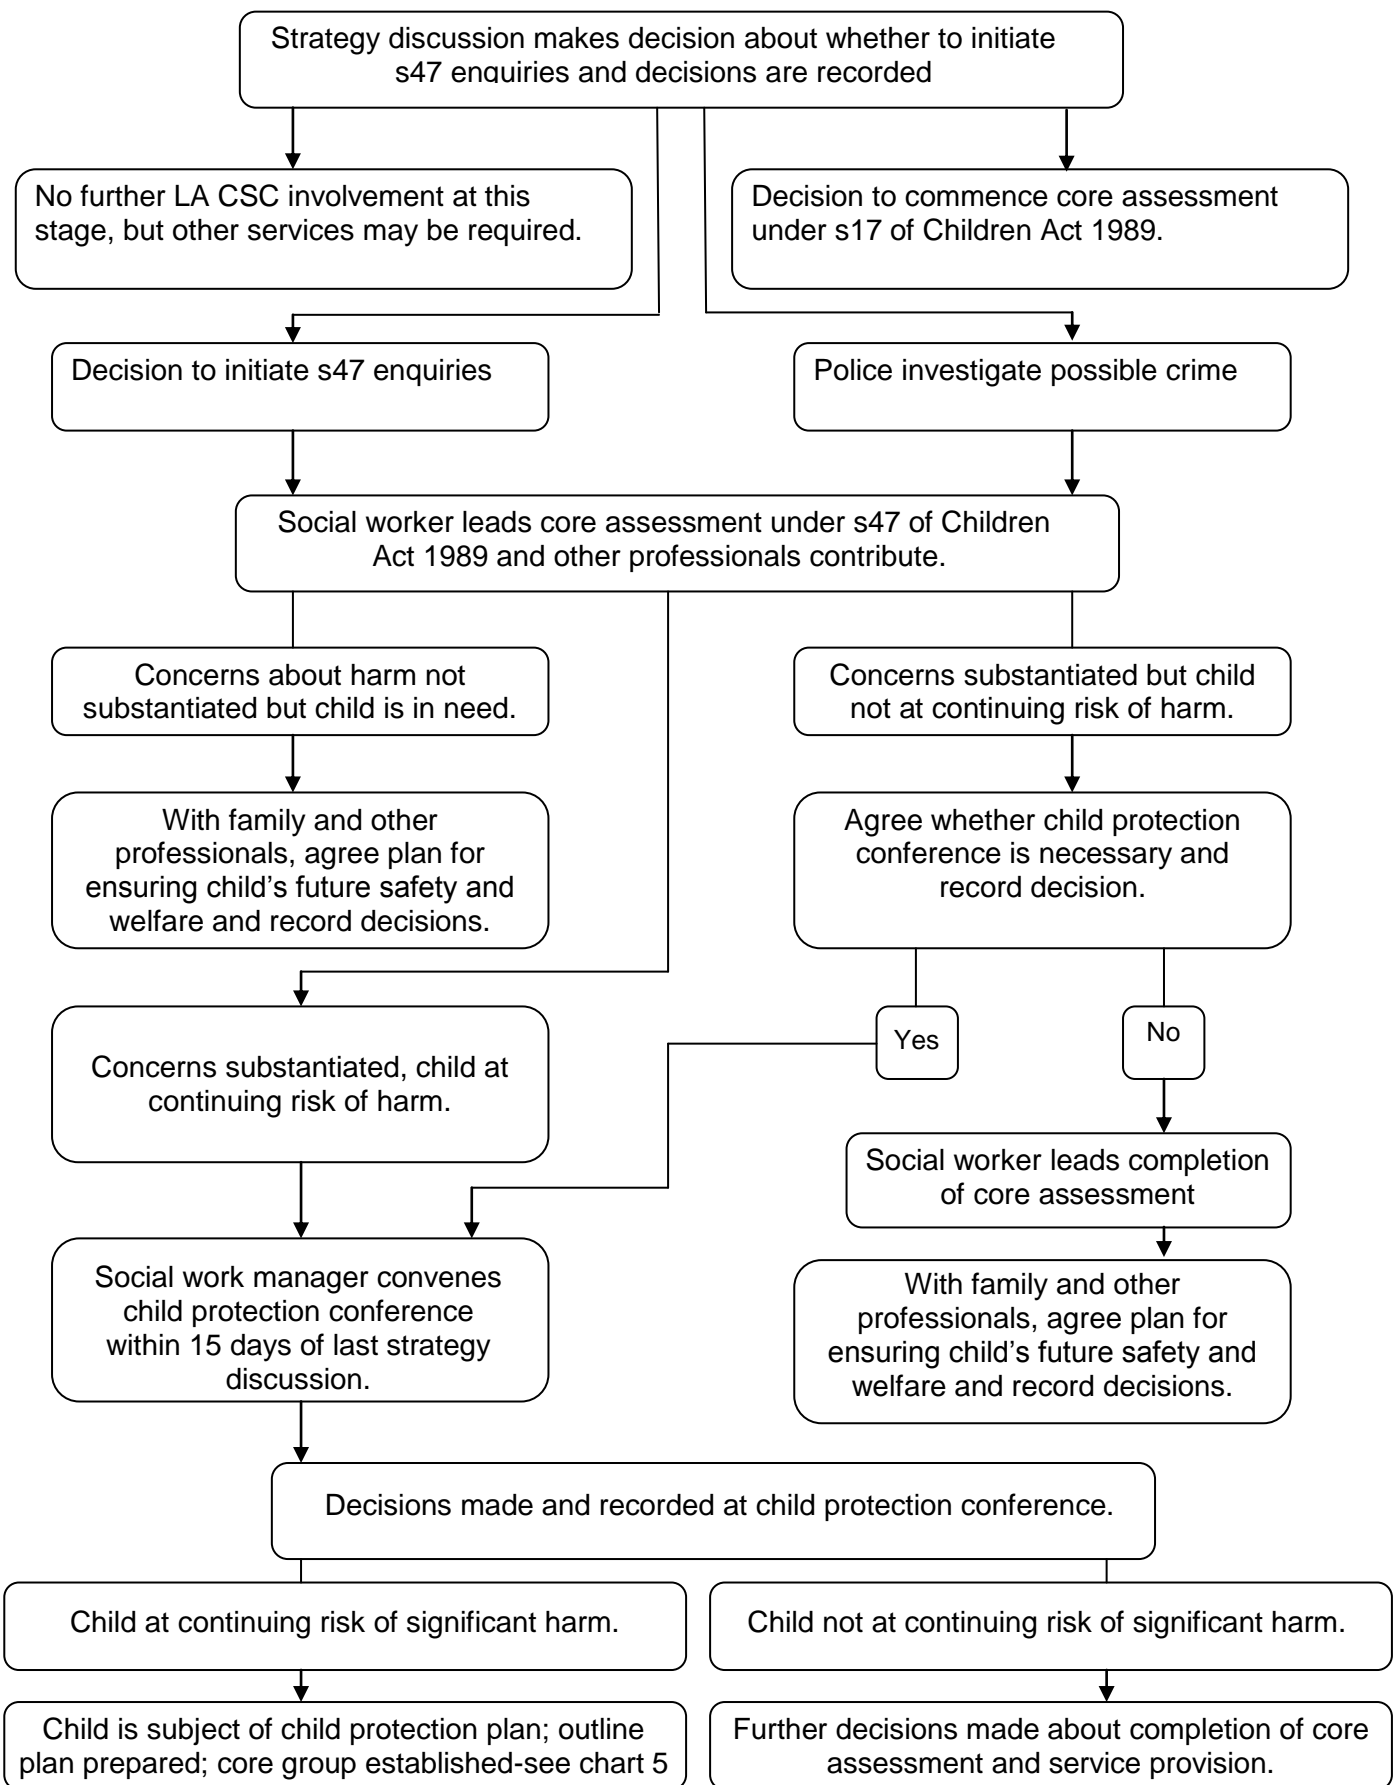 Strategy discussion makes decision about whether to initiate
s47 enquiries and decisions are recorded
No further LA CSC involvement at this
stage, but other services may be required.
Decision to commence core assessment
under s17 of Children Act 1989.
Decision to initiate s47 enquiries
Police investigate possible crime
Social worker leads core assessment under s47 of Children
Act 1989 and other professionals contribute.
Concerns about harm not
substantiated but child is in need.
Concerns substantiated but child
not at continuing risk of harm.
With family and other
professionals, agree plan for
ensuring child’s future safety and
welfare and record decisions.
Agree whether child protection
conference is necessary and
record decision.
Yes
No
Concerns substantiated, child at
continuing risk of harm.
Social worker leads completion
of core assessment
Social work manager convenes
child protection conference
within 15 days of last strategy
discussion.
With family and other
professionals, agree plan for
ensuring child’s future safety and
welfare and record decisions.
Decisions made and recorded at child protection conference.
Child at continuing risk of significant harm.
Child not at continuing risk of significant harm.
Child is subject of child protection plan; outline
plan prepared; core group established-see chart 5
Further decisions made about completion of core
assessment and service provision.